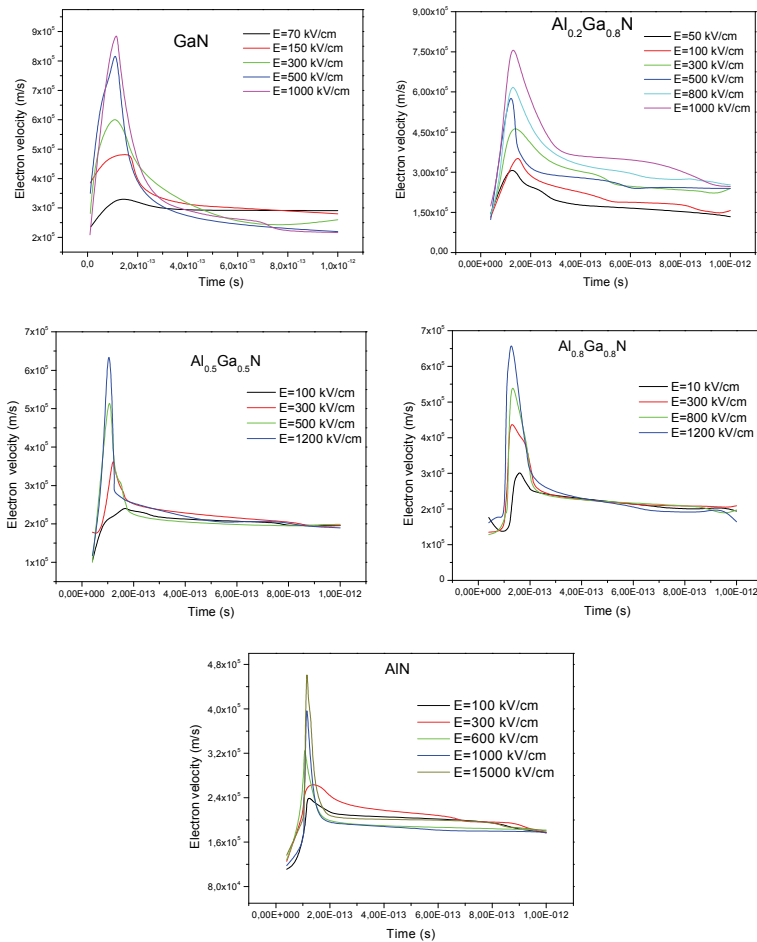 GaN
E=70 kV/cm
E=150 kV/cm
E=300 kV/cm
E=500 kV/cm
E=1000 kV/cm
9x10⁵
8x10⁵
7x10⁵
6x10⁵
5x10⁵
4x10⁵
3x10⁵
2x10⁵
Electron velocity (m/s)
0,0 2,0x10⁻¹³ 4,0x10⁻¹³ 6,0x10⁻¹³ 8,0x10⁻¹³ 1,0x10⁻¹²
Time (s)
Al₀.₂Ga₀.₈N
E=50 kV/cm
E=100 kV/cm
E=300 kV/cm
E=500 kV/cm
E=800 kV/cm
E=1000 kV/cm
9,00x10⁵
7,50x10⁵
6,00x10⁵
4,50x10⁵
3,00x10⁵
1,50x10⁵
0,00
Electron velocity (m/s)
0,00E+000 2,00E-013 4,00E-013 6,00E-013 8,00E-013 1,00E-012
Time (s)
Al₀.₅Ga₀.₅N
E=100 kV/cm
E=300 kV/cm
E=500 kV/cm
E=1200 kV/cm
7x10⁵
6x10⁵
5x10⁵
4x10⁵
3x10⁵
2x10⁵
1x10⁵
Electron velocity (m/s)
0,00E+000 2,00E-013 4,00E-013 6,00E-013 8,00E-013 1,00E-012
Time (s)
Al₀.₈Ga₀.₈N
E=10 kV/cm
E=300 kV/cm
E=800 kV/cm
E=1200 kV/cm
7x10⁵
6x10⁵
5x10⁵
4x10⁵
3x10⁵
2x10⁵
1x10⁵
0
Electron velocity (m/s)
0,00E+000 2,00E-013 4,00E-013 6,00E-013 8,00E-013 1,00E-012
Time (s)
AlN
E=100 kV/cm
E=300 kV/cm
E=600 kV/cm
E=1000 kV/cm
E=15000 kV/cm
4,8x10⁵
4,0x10⁵
3,2x10⁵
2,4x10⁵
1,6x10⁵
8,0x10⁴
Electron velocity (m/s)
0,00E+000 2,00E-013 4,00E-013 6,00E-013 8,00E-013 1,00E-012
Time (s)